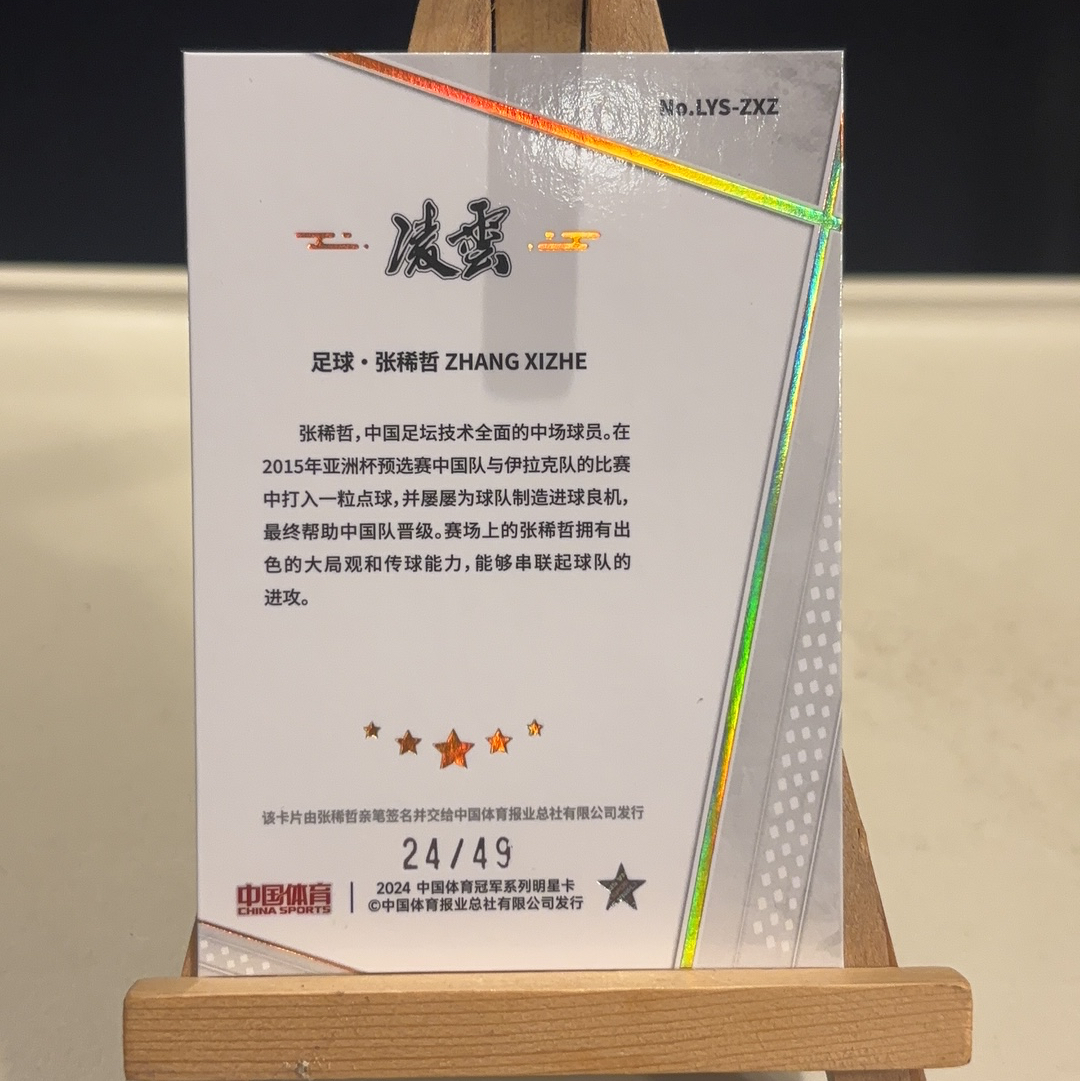 No.LYS-ZXZ
凌雲
足球·张稀哲 ZHANG XIZHE
张稀哲，中国足坛技术全面的中场球员。在
2015年亚洲杯预选赛中国队与伊拉克队的比赛
中打入一粒点球，并屡屡为球队制造进球良机，
最终帮助中国队晋级。赛场上的张稀哲拥有出
色的大局观和传球能力，能够串联起球队的
进攻。
该卡片由张稀哲亲笔签名并交给中国体育报业总社有限公司发行
24/49
中国体育
CHINA SPORTS
2024 中国体育冠军系列明星卡
©中国体育报业总社有限公司发行